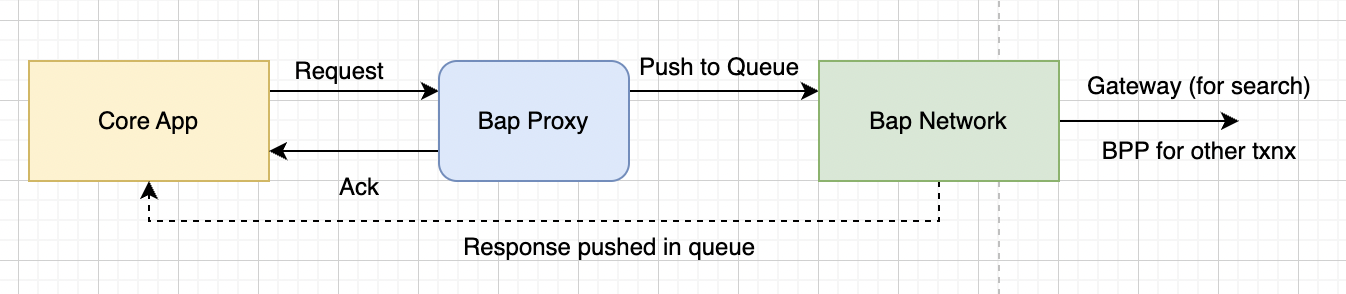 Request
Push to Queue
Core App
Bap Proxy
Bap Network
Gateway (for search)
BPP for other txnx
Ack
Response pushed in queue